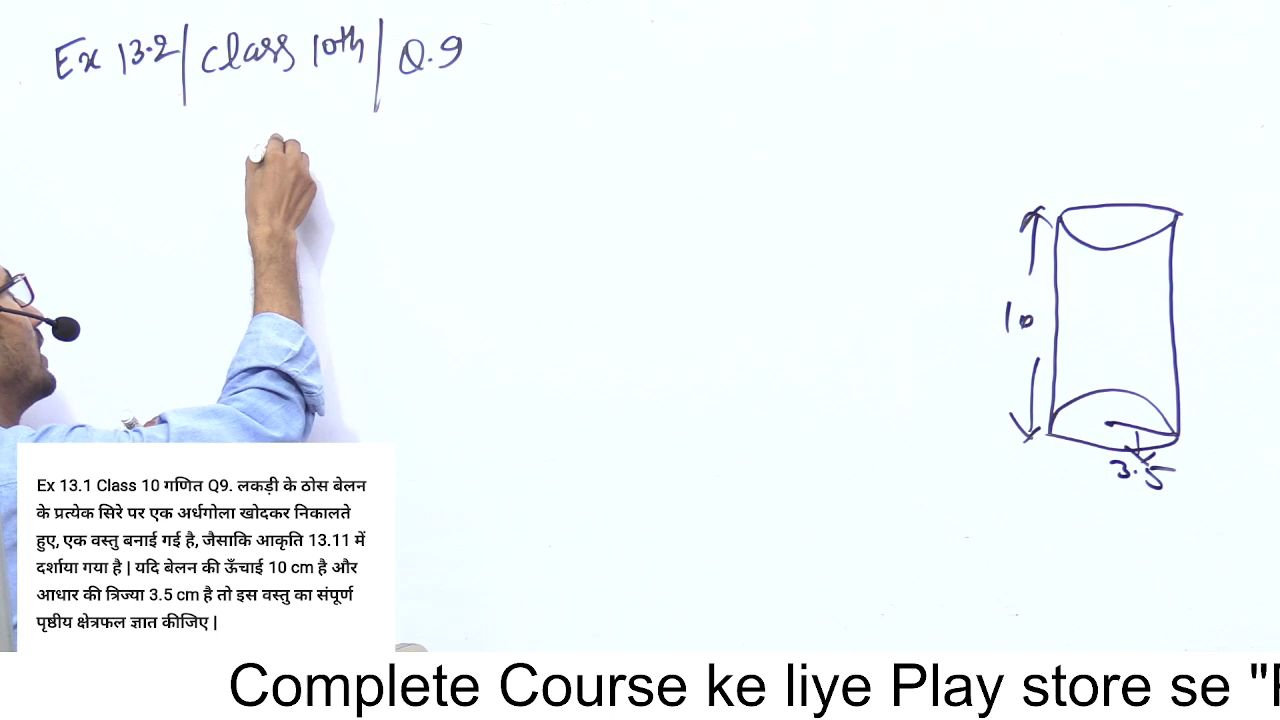 Ex 13.2 | Class 10th | Q.9
10
3.5
Ex 13.1 Class 10 गणित Q9. लकड़ी के ठोस बेलन
के प्रत्येक सिरे पर एक अर्धगोला खोदकर निकालते
हुए, एक वस्तु बनाई गई है, जैसाकि आकृति 13.11 में
दर्शाया गया है | यदि बेलन की ऊँचाई 10 cm है और
आधार की त्रिज्या 3.5 cm है तो इस वस्तु का संपूर्ण
पृष्ठीय क्षेत्रफल ज्ञात कीजिए |
Complete Course ke liye Play store se "